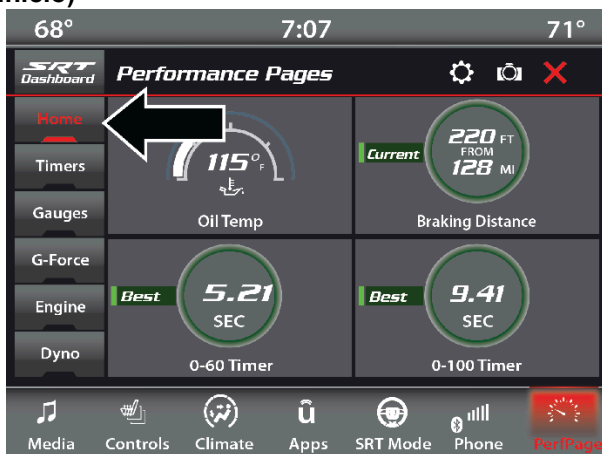 68° 7:07 71°
SRT
Dashboard
Performance Pages
Home
Timers
Gauges
G-Force
Engine
Dyno
115°F
Oil Temp
Current
220 FT
FROM
128 MI
Braking Distance
Best
5.21
SEC
0-60 Timer
Best
9.41
SEC
0-100 Timer
Media Controls Climate Apps SRT Mode Phone PerfPage